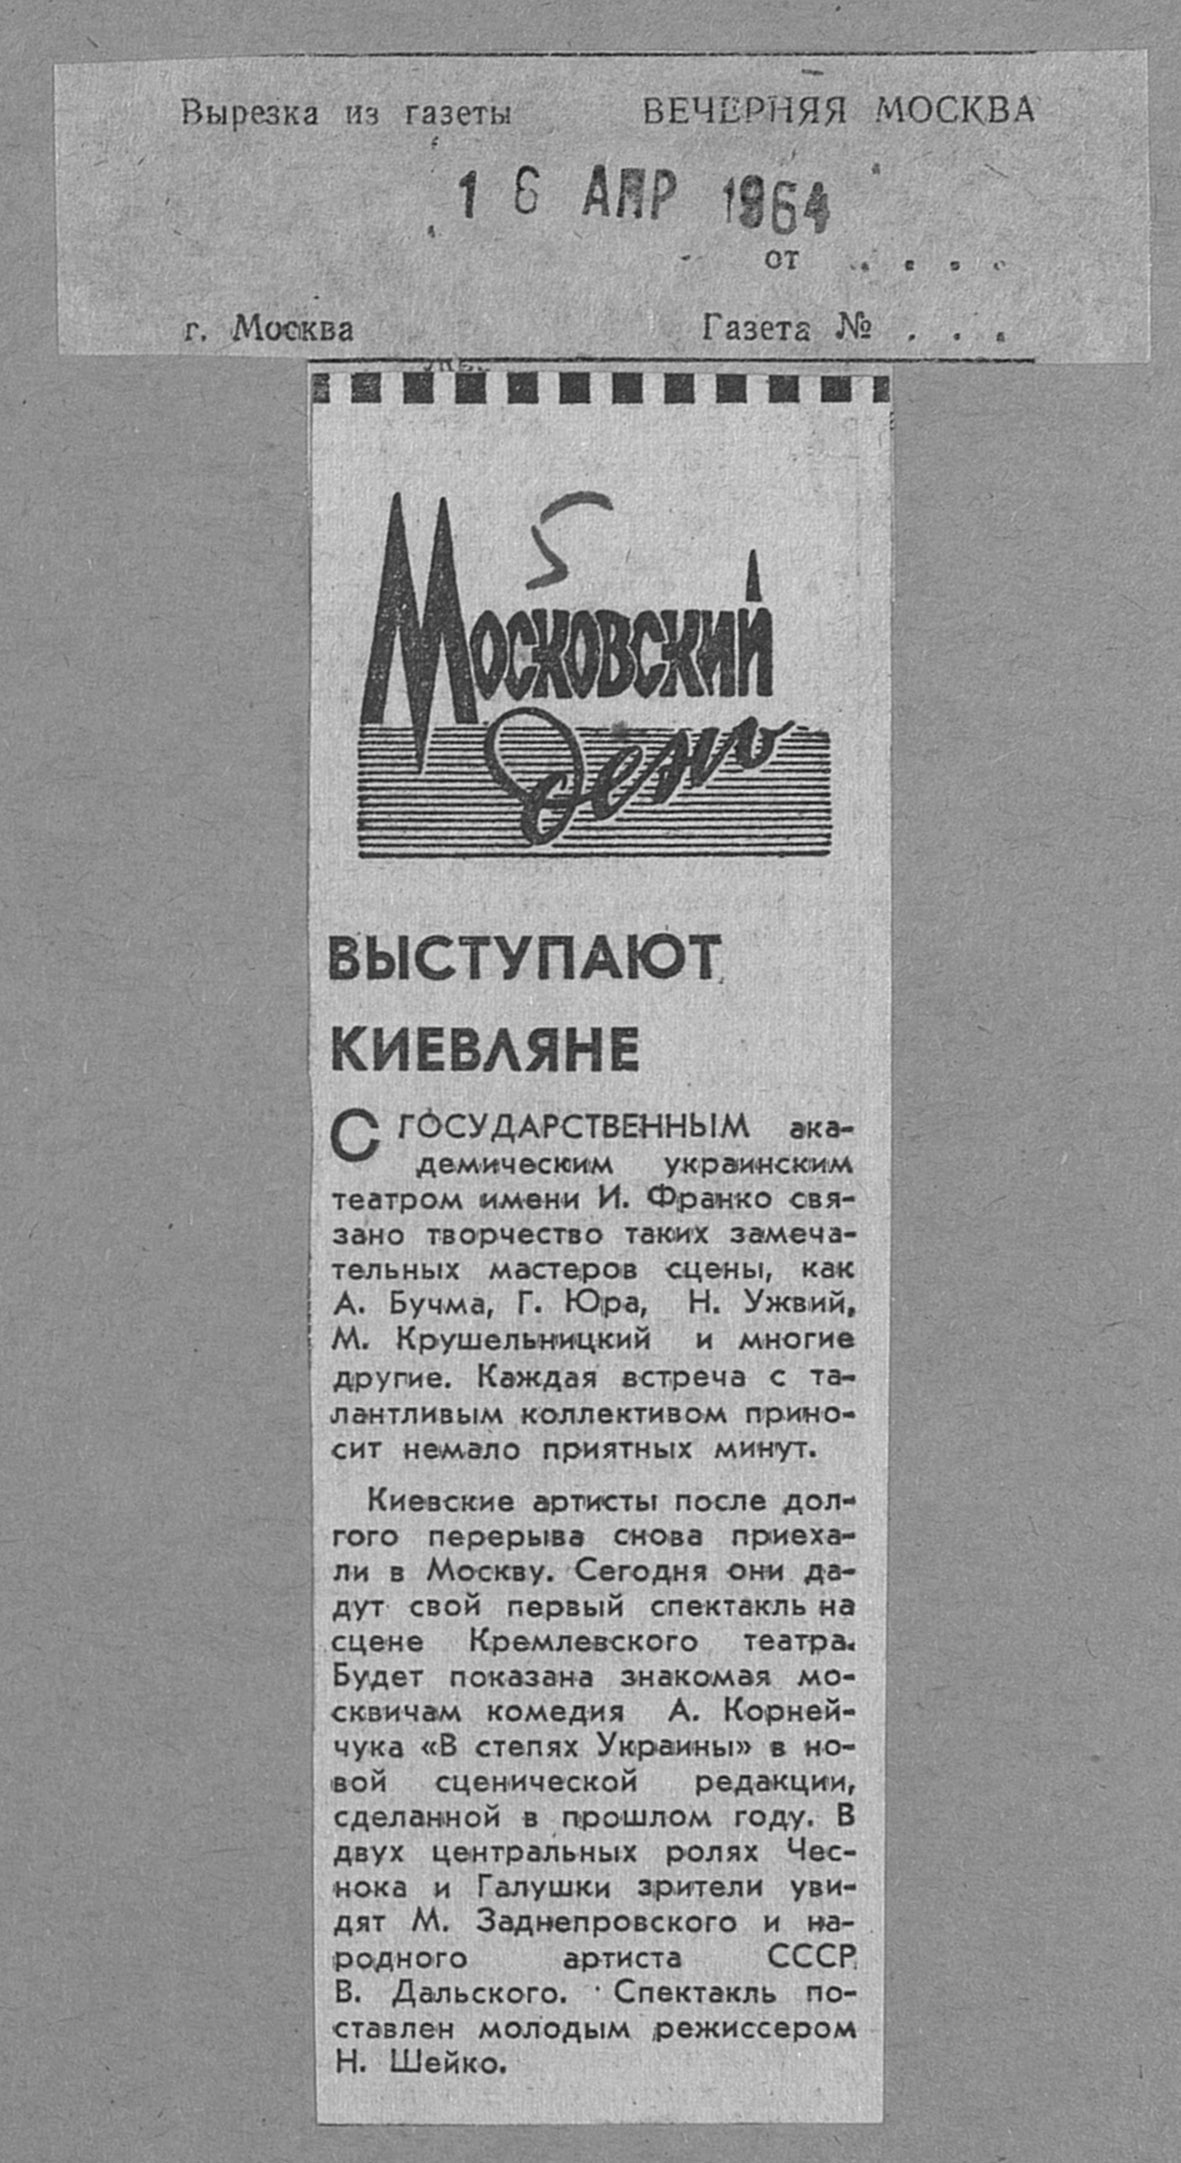 Вырезка из газеты ВЕЧЕРНЯЯ МОСКВА
16 АПР 1964
от . . . .
г. Москва Газета № . . .
5
Московский
день
ВЫСТУПАЮТ
КИЕВЛЯНЕ
С ГОСУДАРСТВЕННЫМ ака-
демическим украинским
театром имени И. Франко свя-
зано творчество таких замеча-
тельных мастеров сцены, как
А. Бучма, Г. Юра, Н. Ужвий,
М. Крушельницкий и многие
другие. Каждая встреча с та-
лантливым коллективом прино-
сит немало приятных минут.
Киевские артисты после дол-
гого перерыва снова приеха-
ли в Москву. Сегодня они да-
дут свой первый спектакль на
сцене Кремлевского театра.
Будет показана знакомая мо-
сквичам комедия А. Корней-
чука «В степях Украины» в но-
вой сценической редакции,
сделанной в прошлом году. В
двух центральных ролях Чес-
нока и Галушки зрители уви-
дят М. Заднепровского и на-
родного артиста СССР
В. Дальского. Спектакль по-
ставлен молодым режиссером
Н. Шейко.